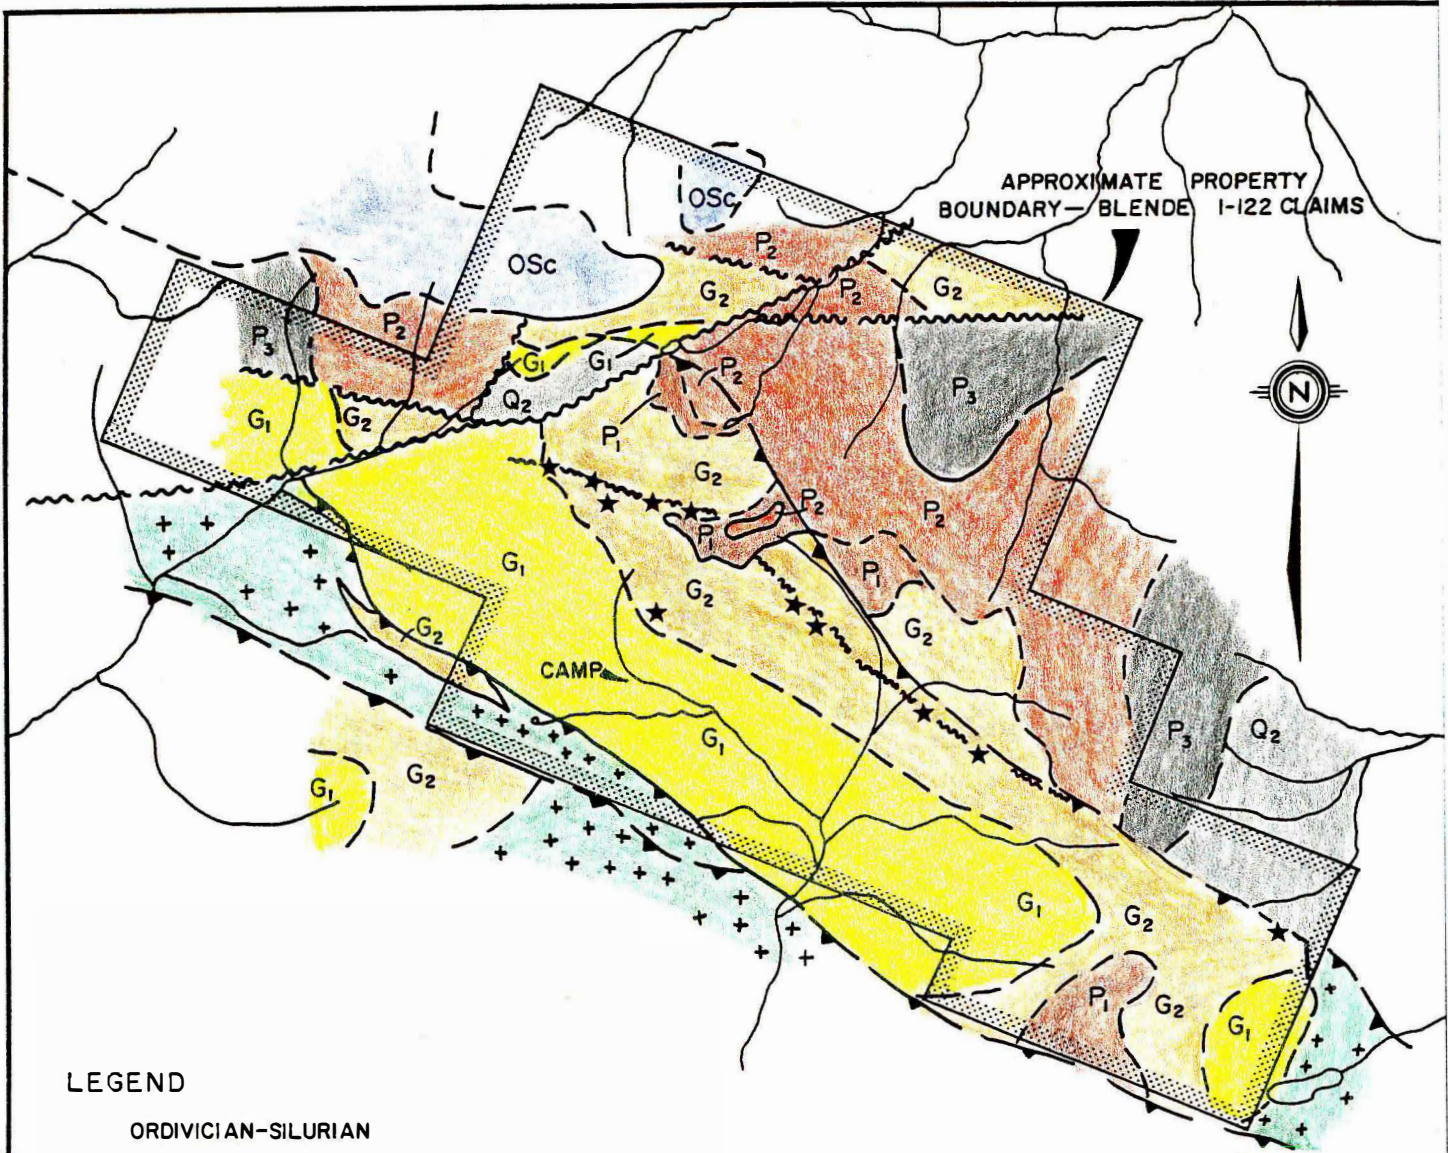 APPROXIMATE PROPERTY
BOUNDARY— BLENDE 1-122 CLAIMS
OSc
OSc
P2
G2
P2
G2
P3
P2
G1
G1
P2
N
Q2
P3
G1
G2
P1
G2
P2
P1
P2
G1
P1
G2
G2
G2
CAMP
G1
P3
Q2
G1
G2
G1
G2
P1
G2
G1
LEGEND
ORDIVICIAN-SILURIAN